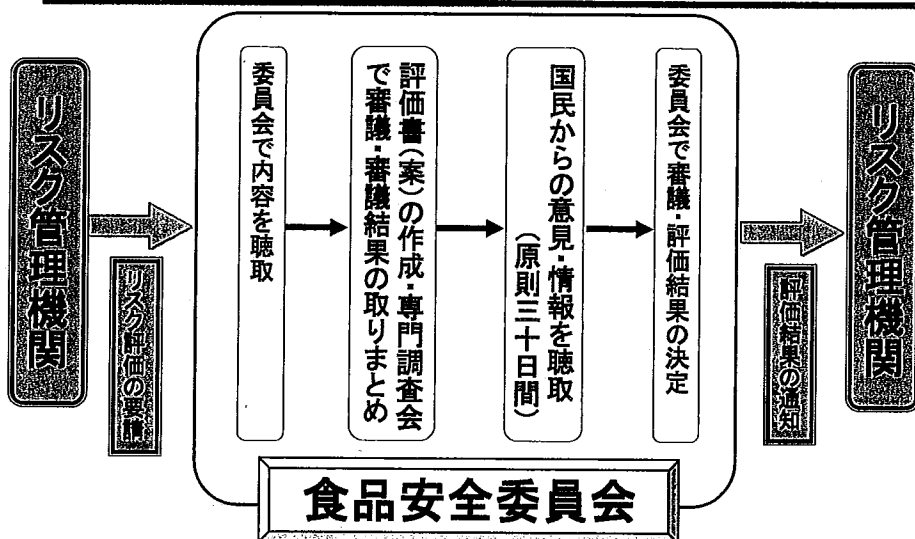 リスク管理機関
リスク評価の要請
委員会で内容を聴取
評価書(案)の作成・専門調査会
で審議・審議結果の取りまとめ
国民からの意見・情報を聴取
(原則三十日間)
委員会で審議・評価結果の決定
評価結果の通知
リスク管理機関
食品安全委員会